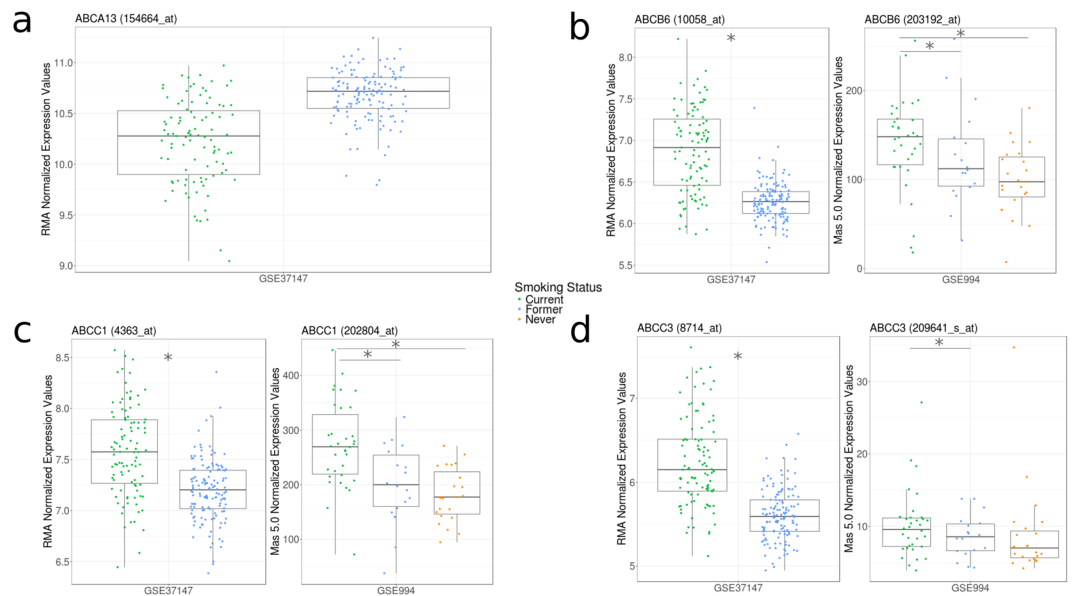 a
ABCA13 (154664_at)
RMA Normalized Expression Values
11.0
10.5
10.0
9.5
9.0
GSE37147
b
ABCB6 (10058_at)
RMA Normalized Expression Values
8.0
7.5
7.0
6.5
6.0
5.5
*
GSE37147
ABCB6 (203192_at)
Mas 5.0 Normalized Expression Values
200
100
0
*
*
GSE994
Smoking Status
Current
Former
Never
c
ABCC1 (4363_at)
RMA Normalized Expression Values
8.5
8.0
7.5
7.0
6.5
*
GSE37147
ABCC1 (202804_at)
Mas 5.0 Normalized Expression Values
400
300
200
100
*
*
GSE994
d
ABCC3 (8714_at)
RMA Normalized Expression Values
7
6
5
*
GSE37147
ABCC3 (209641_s_at)
Mas 5.0 Normalized Expression Values
30
20
10
*
GSE994